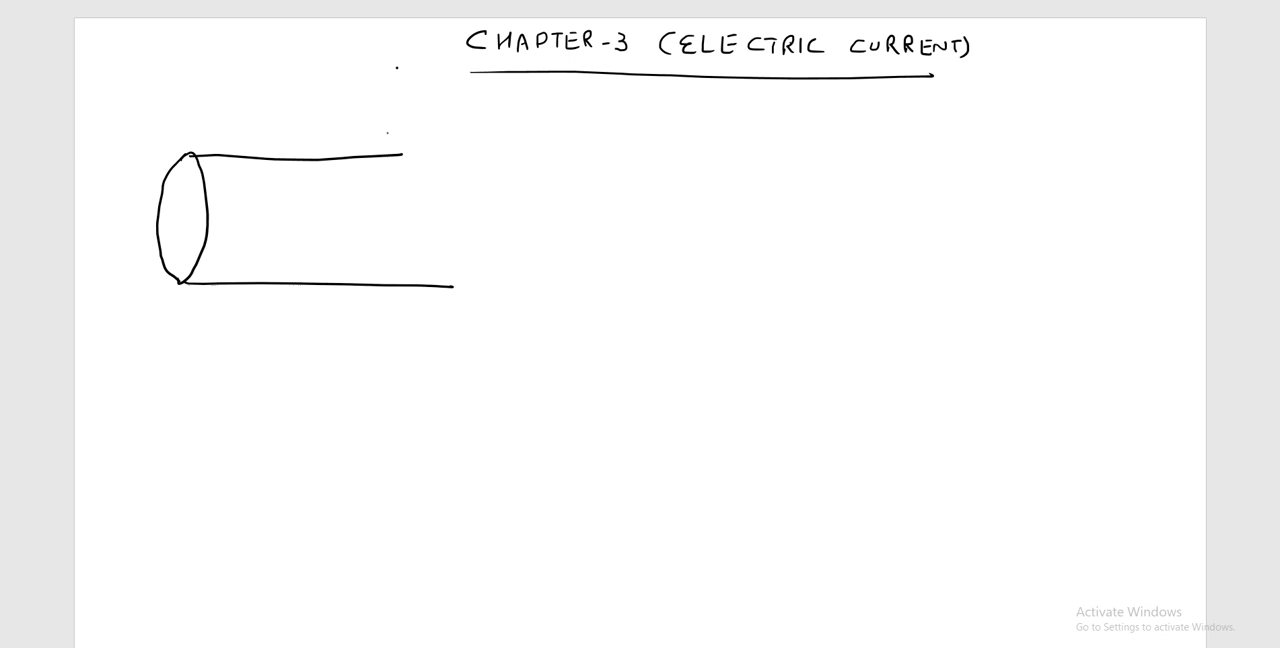 CHAPTER-3 (ELECTRIC CURRENT)
Activate Windows
Go to Settings to activate Windows.